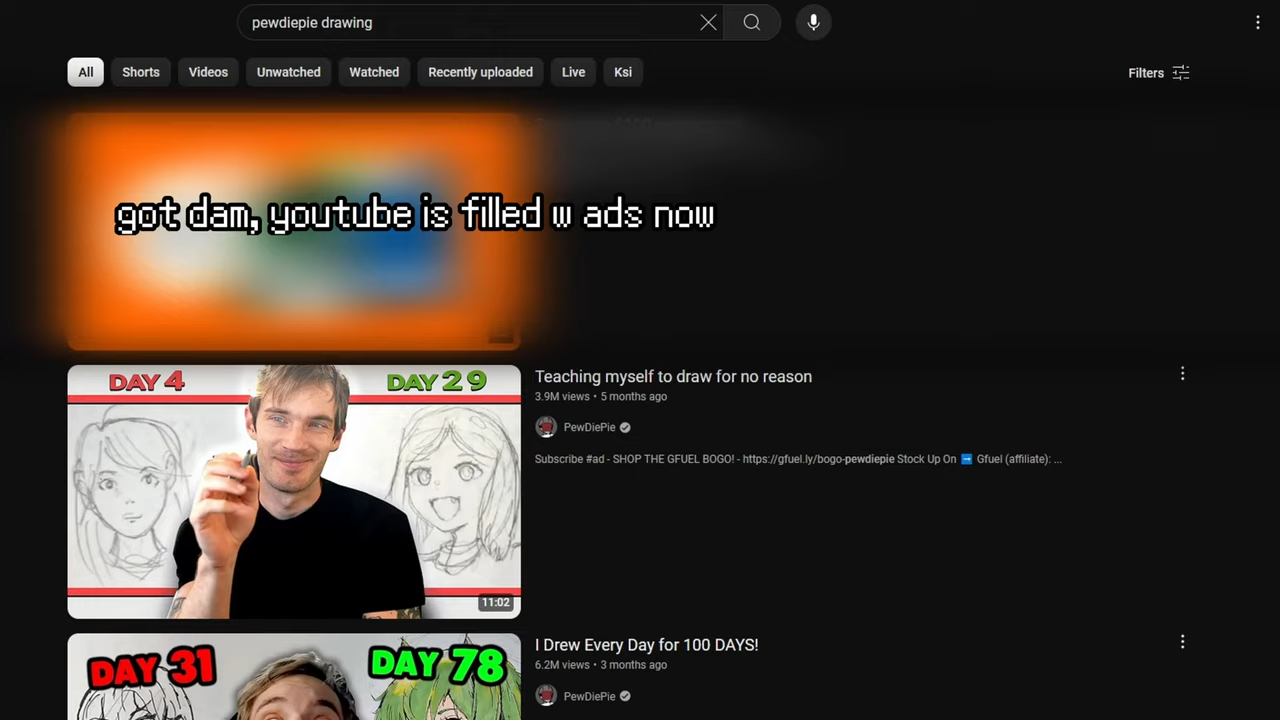 pewdiepie drawing
All Shorts Videos Unwatched Watched Recently uploaded Live Ksi Filters
got dam, youtube is filled w ads now
DAY 4 DAY 29
11:02
Teaching myself to draw for no reason
3.9M views • 5 months ago
PewDiePie
Subscribe #ad - SHOP THE GFUEL BOGO! - https://gfuel.ly/bogo-pewdiepie Stock Up On ➡️ Gfuel (affiliate): ...
DAY 31 DAY 78
I Drew Every Day for 100 DAYS!
6.2M views • 3 months ago
PewDiePie